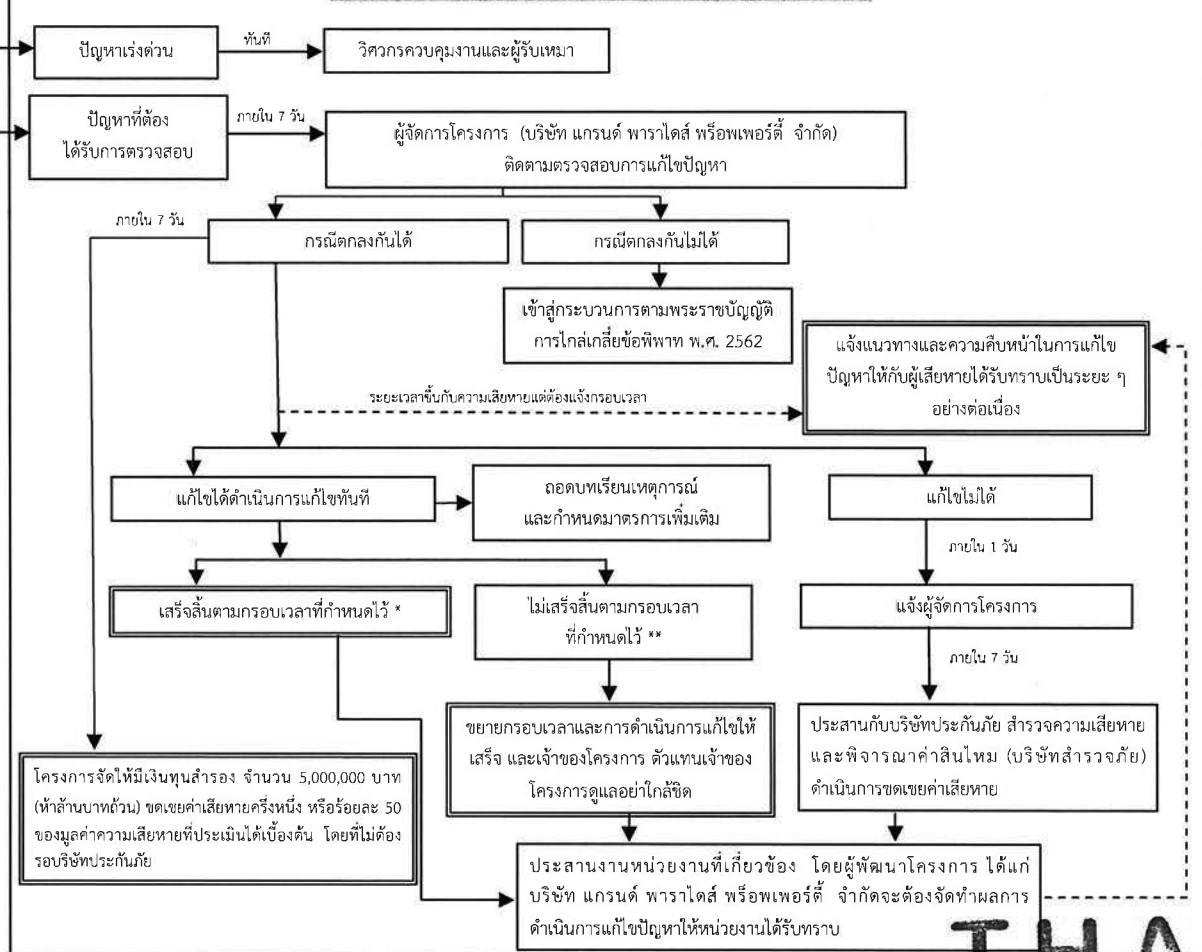 ปัญหาเร่งด่วน
ทันที
วิศวกรควบคุมงานและผู้รับเหมา
ปัญหาที่ต้อง
ได้รับการตรวจสอบ
ภายใน 7 วัน
ผู้จัดการโครงการ (บริษัท แกรนด์ พาราไดส์ พร็อพเพอร์ตี้ จำกัด)
ติดตามตรวจสอบการแก้ไขปัญหา
ภายใน 7 วัน
กรณีตกลงกันได้
กรณีตกลงกันไม่ได้
เข้าสู่กระบวนการตามพระราชบัญญัติ
การไกล่เกลี่ยข้อพิพาท พ.ศ. 2562
แจ้งแนวทางและความคืบหน้าในการแก้ไข
ปัญหาให้กับผู้เสียหายได้รับทราบเป็นระยะ ๆ
อย่างต่อเนื่อง
ระยะเวลาขึ้นกับความเสียหายแต่ต้องแจ้งกรอบเวลา
แก้ไขได้ดำเนินการแก้ไขทันที
ถอดบทเรียนเหตุการณ์
และกำหนดมาตรการเพิ่มเติม
แก้ไขไม่ได้
ภายใน 1 วัน
เสร็จสิ้นตามกรอบเวลาที่กำหนดไว้ *
ไม่เสร็จสิ้นตามกรอบเวลา
ที่กำหนดไว้ **
แจ้งผู้จัดการโครงการ
ภายใน 7 วัน
ขยายกรอบเวลาและการดำเนินการแก้ไขให้
เสร็จ และเจ้าของโครงการ ตัวแทนเจ้าของ
โครงการดูแลอย่าใกล้ชิด
ประสานกับบริษัทประกันภัย สำรวจความเสียหาย
และพิจารณาค่าสินไหม (บริษัทสำรวจภัย)
ดำเนินการขดเชยค่าเสียหาย
โครงการจัดให้มีเงินทุนสำรอง จำนวน 5,000,000 บาท
(ห้าล้านบาทถ้วน) ขดเชยค่าเสียหายครึ่งหนึ่ง หรือร้อยละ 50
ของมูลค่าความเสียหายที่ประเมินได้เบื้องต้น โดยที่ไม่ต้อง
รอบริษัทประกันภัย
ประสานงานหน่วยงานที่เกี่ยวข้อง โดยผู้พัฒนาโครงการ ได้แก่
บริษัท แกรนด์ พาราไดส์ พร็อพเพอร์ตี้ จำกัดจะต้องจัดทำผลการ
ดำเนินการแก้ไขปัญหาให้หน่วยงานได้รับทราบ